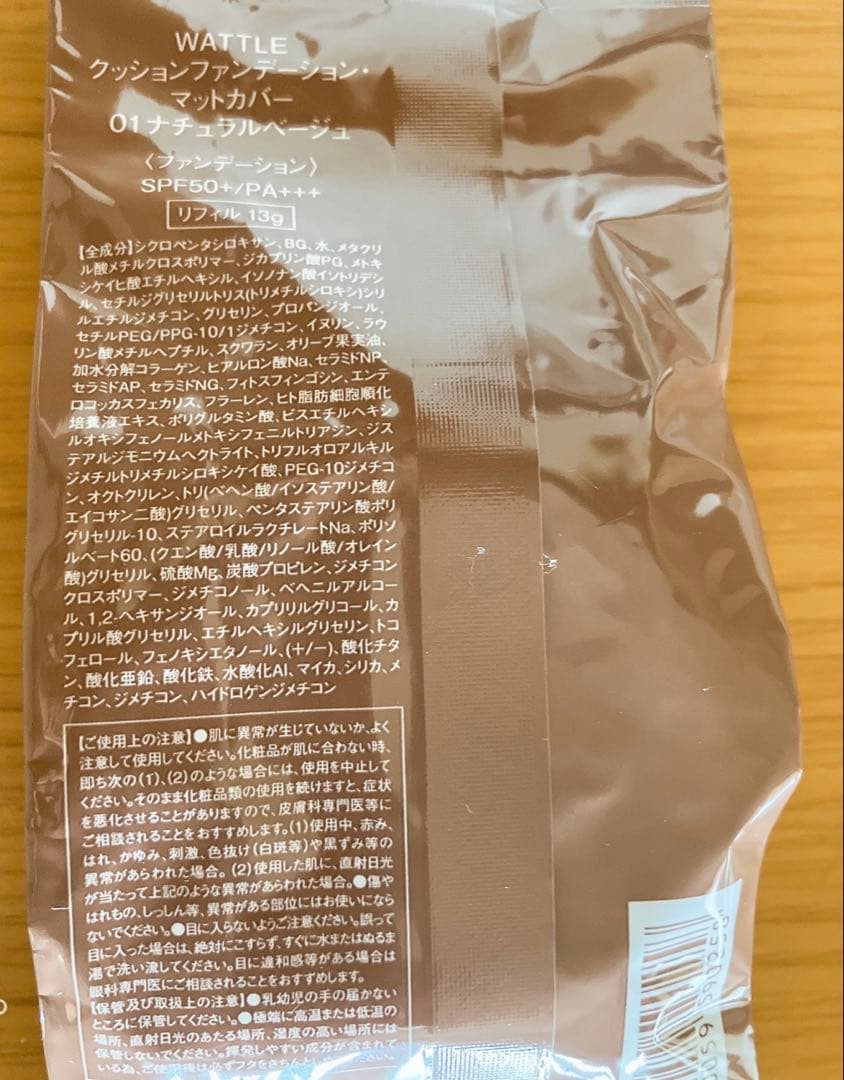 WATTLE
クッションファンデーション・
マットカバー
01ナチュラルベージュ
〈ファンデーション〉
SPF50+/PA+++
リフィル 13g
【全成分】シクロペンタシロキサン、BG、水、メタクリ
ル酸メチルクロスポリマー、ジカプリン酸PG、メトキ
シケイヒ酸エチルヘキシル、イソノナン酸イソトリデシ
ル、セチルジグリセリルトリス(トリメチルシロキシ)シリ
ルエチルジメチコン、グリセリン、プロパンジオール、
セチルPEG/PPG-10/1ジメチコン、イヌリン、ラウ
リン酸メチルヘプチル、スクワラン、オリーブ果実油、
加水分解コラーゲン、ヒアルロン酸Na、セラミドNP、
セラミドAP、セラミドNG、フィトスフィンゴシン、エンテ
ロコッカスフェカリス、フラーレン、ヒト脂肪細胞順化
培養液エキス、ポリグルタミン酸、ビスエチルヘキシ
ルオキシフェノールメトキシフェニルトリアジン、ジス
テアルジモニウムヘクトライト、トリフルオロアルキル
ジメチルトリメチルシロキシケイ酸、PEG-10ジメチコ
ン、オクトクリレン、トリ(ベヘン酸/イソステアリン酸/
エイコサン二酸)グリセリル、ペンタステアリン酸ポリ
グリセリル-10、ステアロイルラクチレートNa、ポリソ
ルベート60、(クエン酸/乳酸/リノール酸/オレイン
酸)グリセリル、硫酸Mg、炭酸プロピレン、ジメチコン
クロスポリマー、ジメチコノール、ベヘニルアルコー
ル、1,2-ヘキサンジオール、カプリリルグリコール、カ
プリル酸グリセリル、エチルヘキシルグリセリン、トコ
フェロール、フェノキシエタノール、(+/-)、酸化チタ
ン、酸化亜鉛、酸化鉄、水酸化Al、マイカ、シリカ、メ
チコン、ジメチコン、ハイドロゲンジメチコン
【ご使用上の注意】●肌に異常が生じていないか、よく
注意して使用してください。化粧品が肌に合わない時、
即ち次の(1)、(2)のような場合には、使用を中止して
ください。そのまま化粧品類の使用を続けますと、症状
を悪化させることがありますので、皮膚科専門医等に
ご相談されることをおすすめします。(1)使用中、赤み、
はれ、かゆみ、刺激、色抜け(白斑等)や黒ずみ等の
異常があらわれた場合。(2)使用した肌に、直射日光
が当たって上記のような異常があらわれた場合。●傷や
はれもの、しっしん等、異常がある部位にはお使いになら
ないでください。●目に入らないようご注意ください。誤って
目に入った場合は、絶対にこすらず、すぐに水またはぬるま
湯で洗い流してください。目に違和感等がある場合は
眼科専門医にご相談されることをおすすめします。
【保管及び取扱上の注意】●乳幼児の手の届かない
ところに保管してください。●極端に高温または低温の
場所、直射日光のあたる場所、湿度の高い場所には
保管しないでください。揮発しやすい成分が含まれて
いる為、ご使用後は必ずフタをきちんと